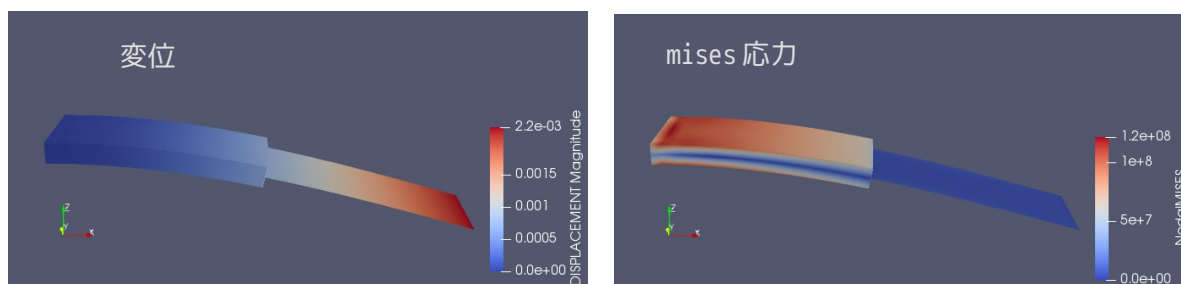 変位
2.2e-03
0.0015
0.001
0.0005
0.0e+00
DISPLACEMENT Magnitude
Z
Y
X
mises 応力
1.2e+08
1e+8
5e+7
0.0e+00
NodalMISES
Z
Y
X